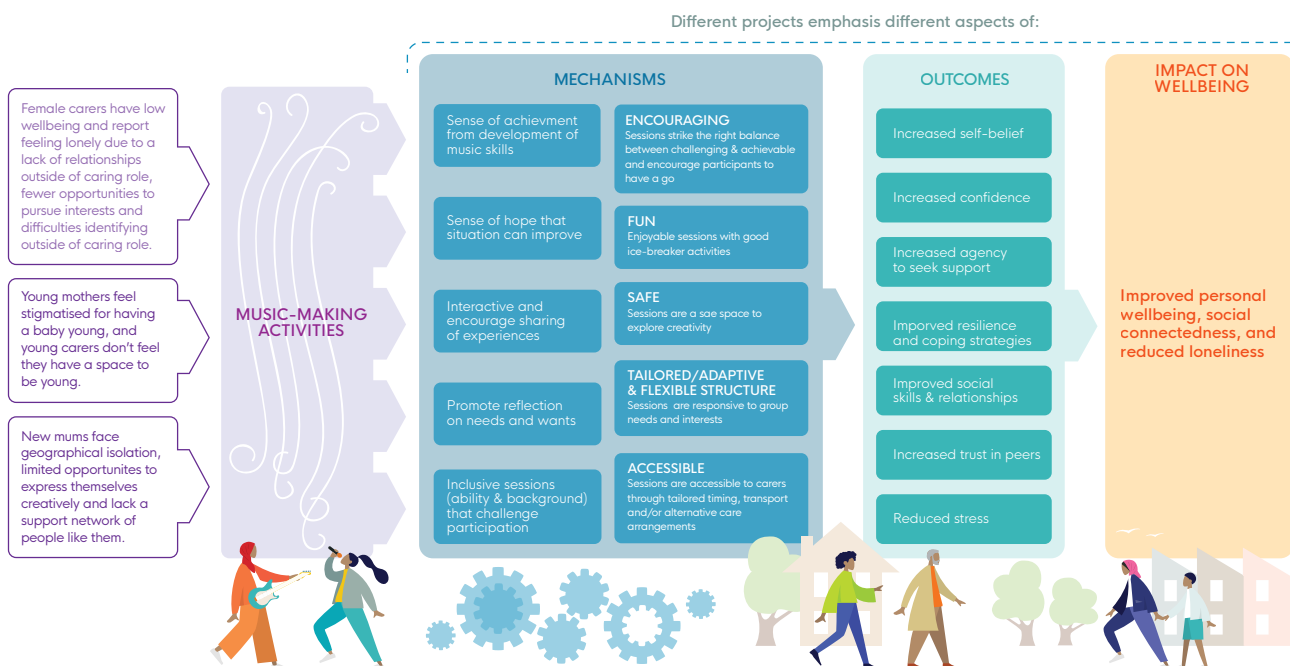 Different projects emphasis different aspects of:
Female carers have low
wellbeing and report
feeling lonely due to a
lack of relationships
outside of caring role,
fewer opportunities to
pursue interests and
difficulties identifying
outside of caring role.
Young mothers feel
stigmatised for having
a baby young, and
young carers don't feel
they have a space to
be young.
New mums face
geographical isolation,
limited opportunites to
express themselves
creatively and lack a
support network of
people like them.
MUSIC-MAKING
ACTIVITIES
MECHANISMS
Sense of achievment
from development of
music skills
Sense of hope that
situation can improve
Interactive and
encourage sharing
of experiences
Promote reflection
on needs and wants
Inclusive sessions
(ability & background)
that challenge
participation
ENCOURAGING
Sessions strike the right balance
between challenging & achievable
and encourage participants to
have a go
FUN
Enjoyable sessions with good
ice-breaker activities
SAFE
Sessions are a sae space to
explore creativity
TAILORED/ADAPTIVE
& FLEXIBLE STRUCTURE
Sessions are responsive to group
needs and interests
ACCESSIBLE
Sessions are accessible to carers
through tailored timing, transport
and/or alternative care
arrangements
OUTCOMES
Increased self-belief
Increased confidence
Increased agency
to seek support
Imporved resilience
and coping strategies
Improved social
skills & relationships
Increased trust in peers
Reduced stress
IMPACT ON
WELLBEING
Improved personal
wellbeing, social
connectedness, and
reduced loneliness